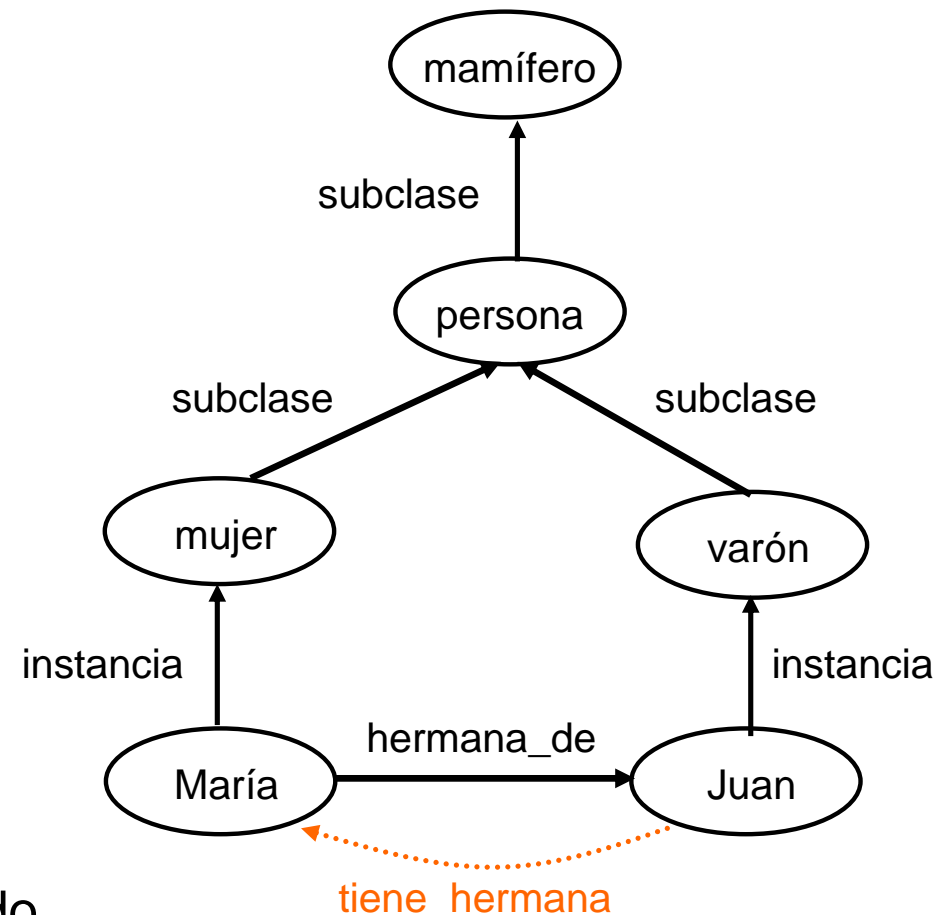 mamífero
subclase
persona
subclase
subclase
mujer
varón
instancia
instancia
hermana_de
María
Juan
tiene_hermana